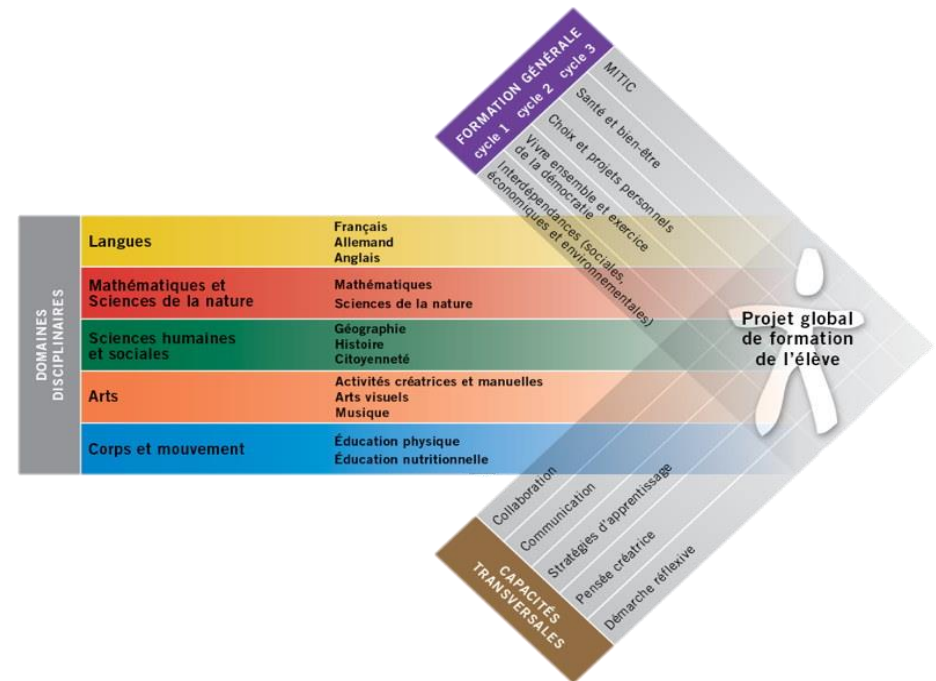 FORMATION GÉNÉRALE
cycle 1 cycle 2 cycle 3
MITIC
Santé et bien-être
Choix et projets personnels
Vivre ensemble et exercice
de la démocratie
Interdépendances (sociales,
économiques et environnementales)
DOMAINES
DISCIPLINAIRES
Langues
Français
Allemand
Anglais
Mathématiques et
Sciences de la nature
Mathématiques
Sciences de la nature
Sciences humaines
et sociales
Géographie
Histoire
Citoyenneté
Arts
Activités créatrices et manuelles
Arts visuels
Musique
Corps et mouvement
Éducation physique
Éducation nutritionnelle
Projet global
de formation
de l'élève
Collaboration
Communication
Stratégies d'apprentissage
Pensée créatrice
Démarche réflexive
CAPACITÉS
TRANSVERSALES